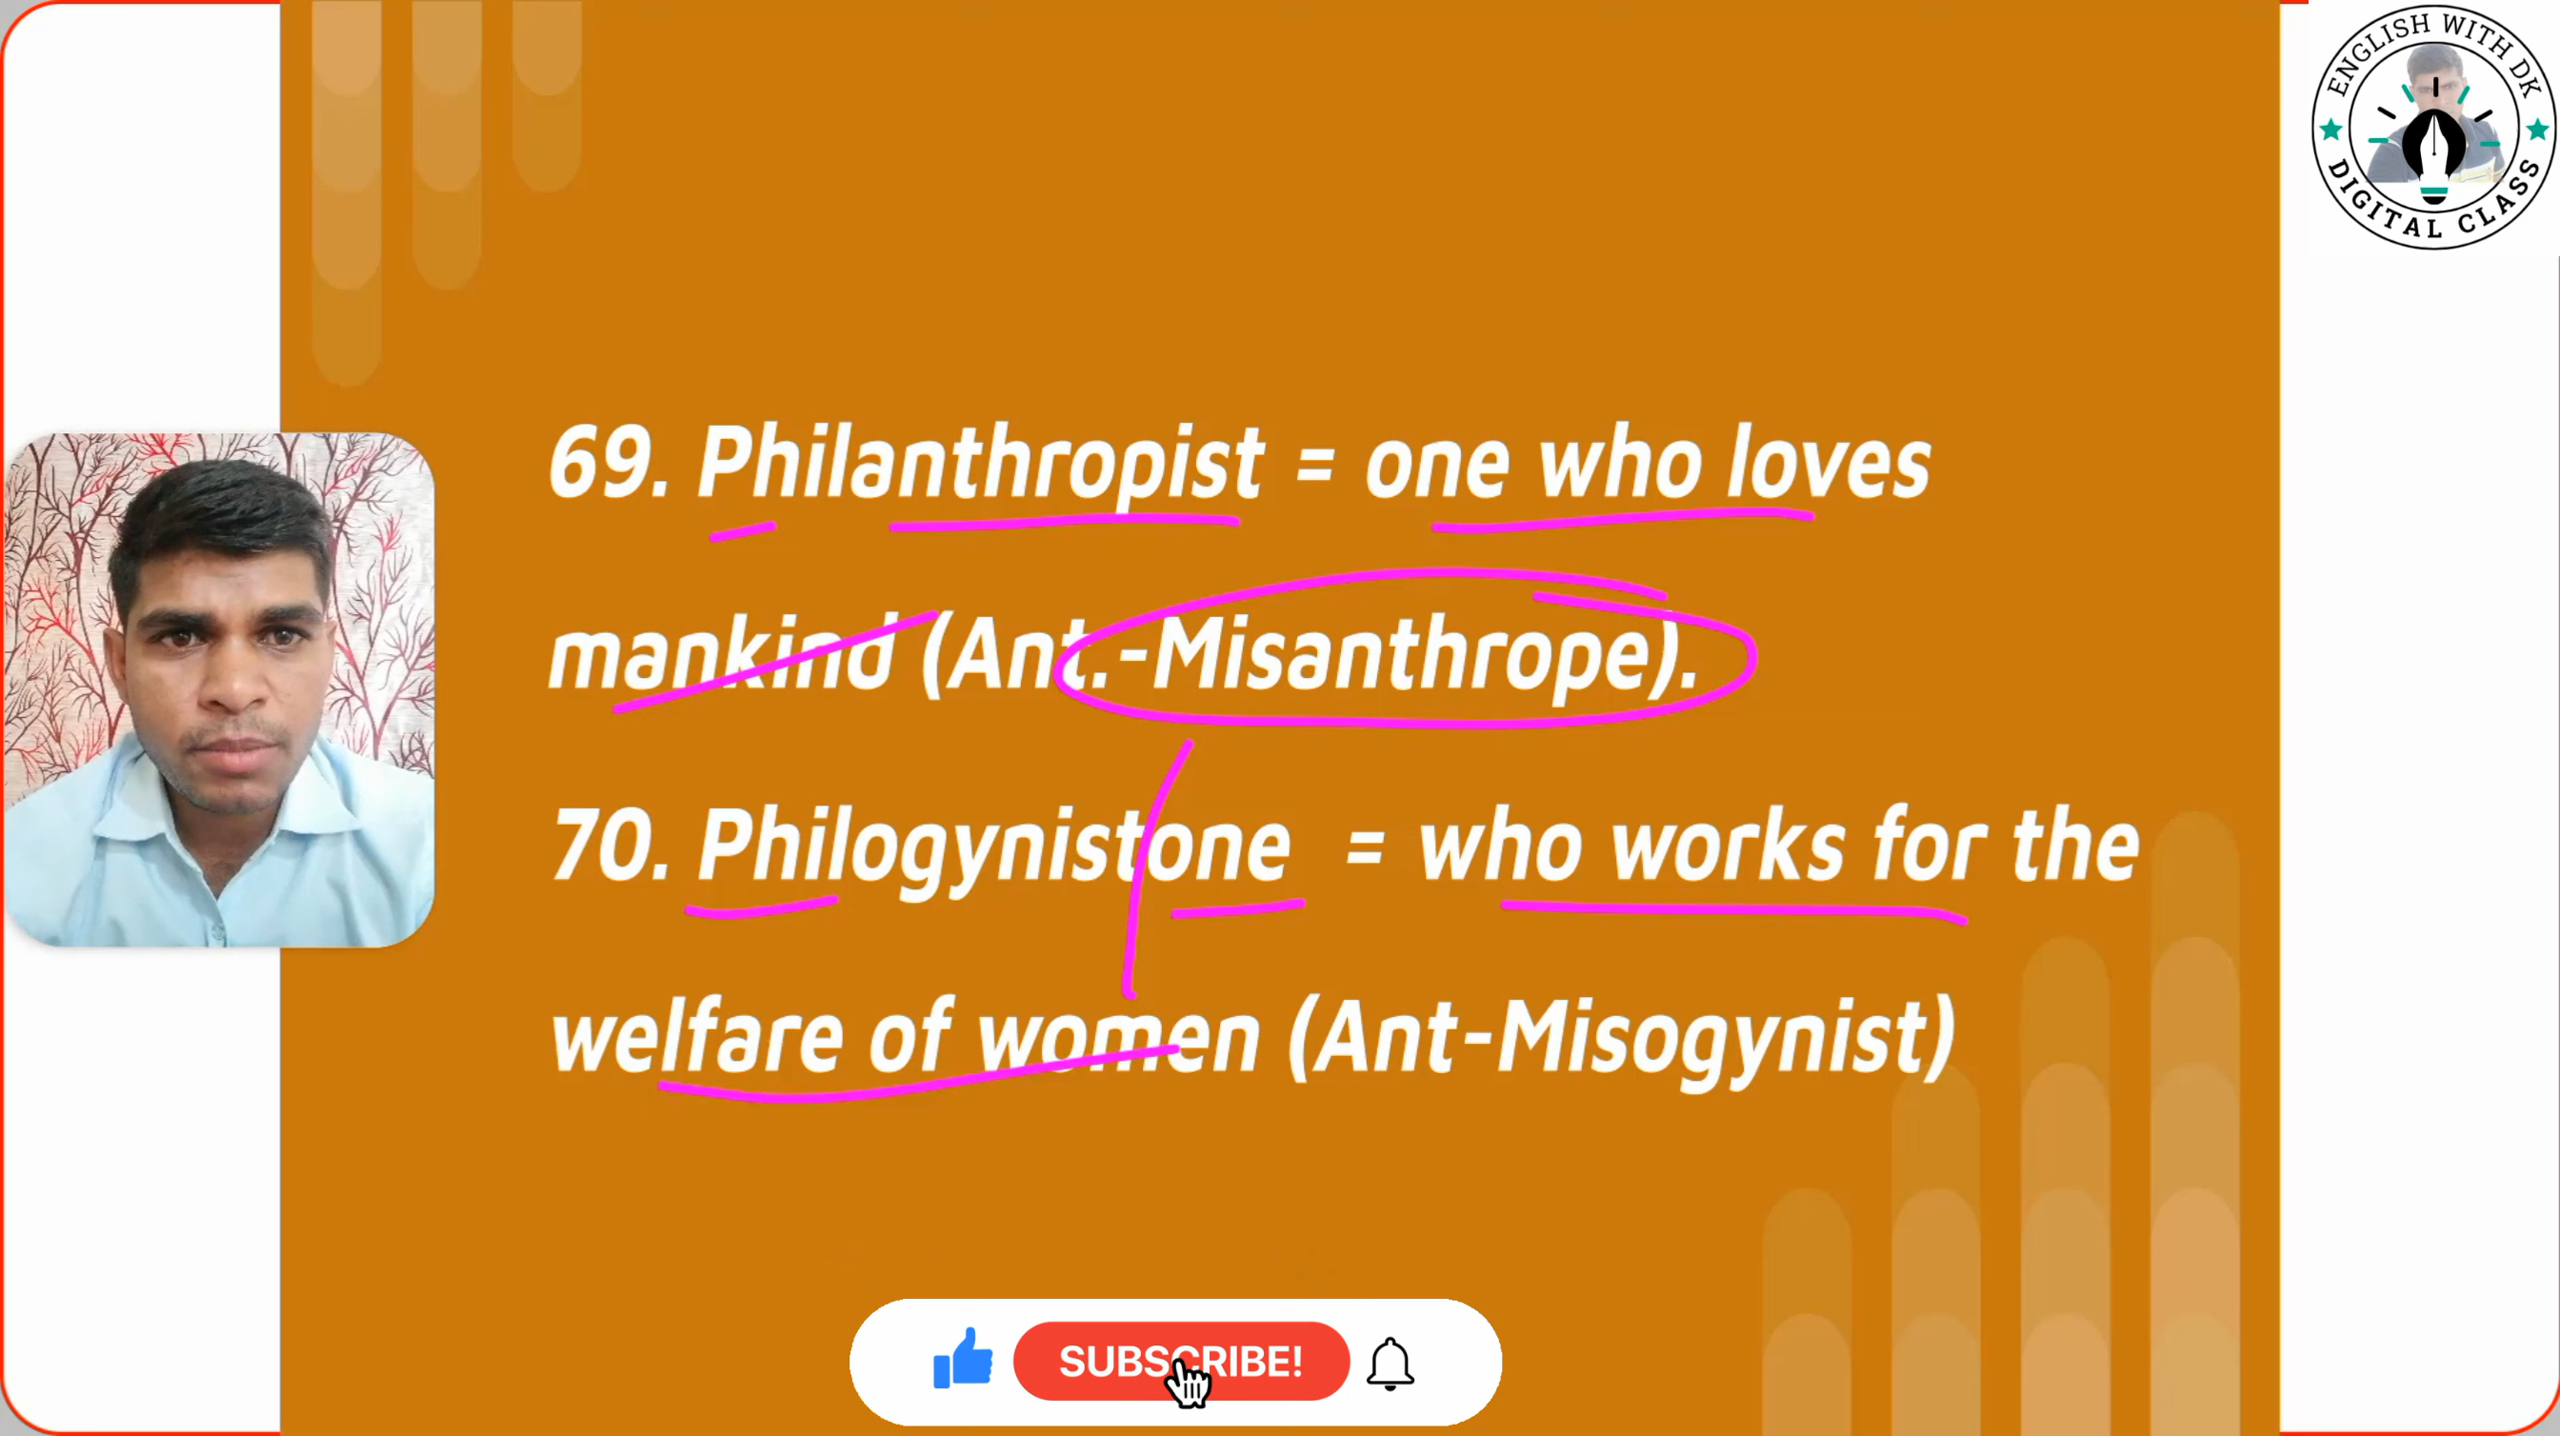 ENGLISH WITH DK
DIGITAL CLASS
69. Philanthropist = one who loves
mankind (Ant.-Misanthrope).
70. Philogynistone = who works for the
welfare of women (Ant-Misogynist)
SUBSCRIBE!